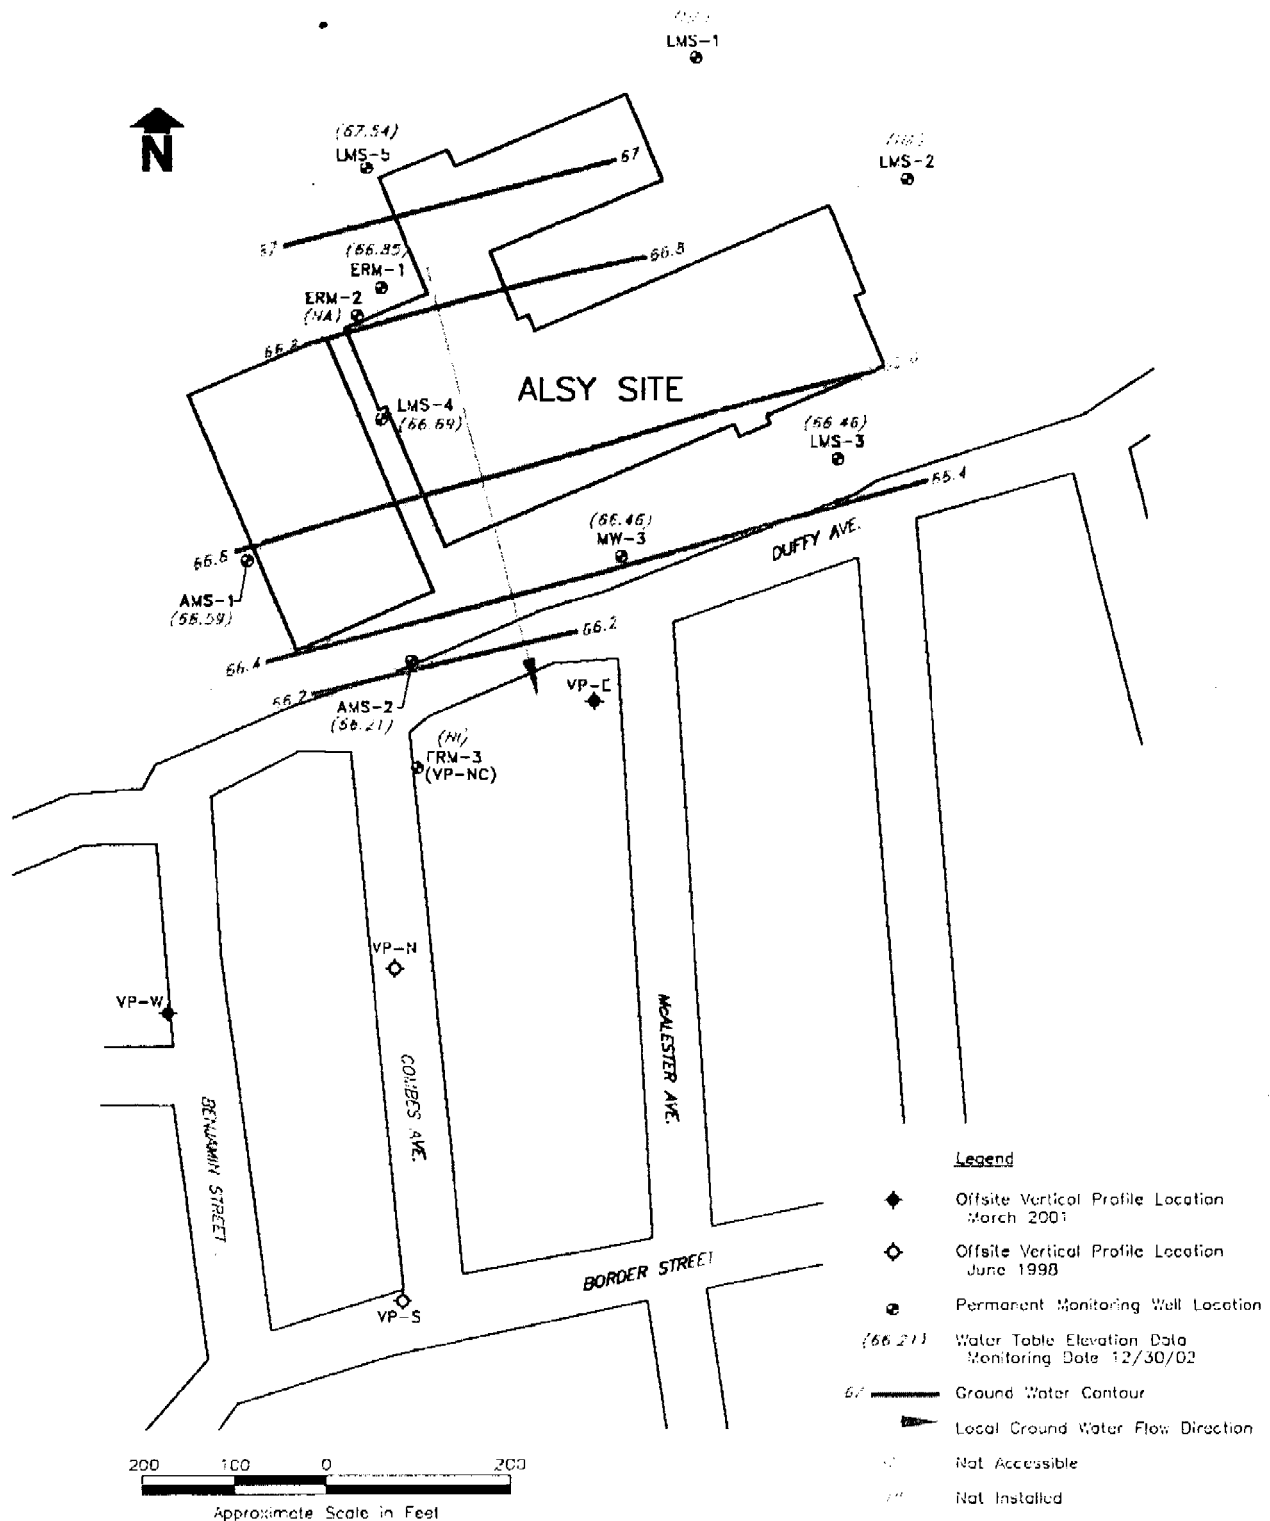 LMS-1
N
(67.54)
LMS-5
LMS-2
67
67
(66.85)
ERM-1
66.8
ERM-2
(NA)
66.8
ALSY SITE
LMS-4
(66.69)
(66.46)
LMS-3
66.4
(66.46)
MW-3
DUFFY AVE.
66.6
AMS-1
(66.59)
66.2
66.4
66.2
VP-E
AMS-2
(66.21)
(NI)
ERM-3
(VP-NC)
VP-N
VP-W
McALESTER AVE.
COMBES AVE.
BENJAMIN STREET
BORDER STREET
VP-S
Legend
Offsite Vertical Profile Location
March 2001
Offsite Vertical Profile Location
June 1998
Permanent Monitoring Well Location
(66.21) Water Table Elevation Data
Monitoring Date 12/30/02
67 Ground Water Contour
Local Ground Water Flow Direction
Not Accessible
Not Installed
200 100 0 200
Approximate Scale in Feet